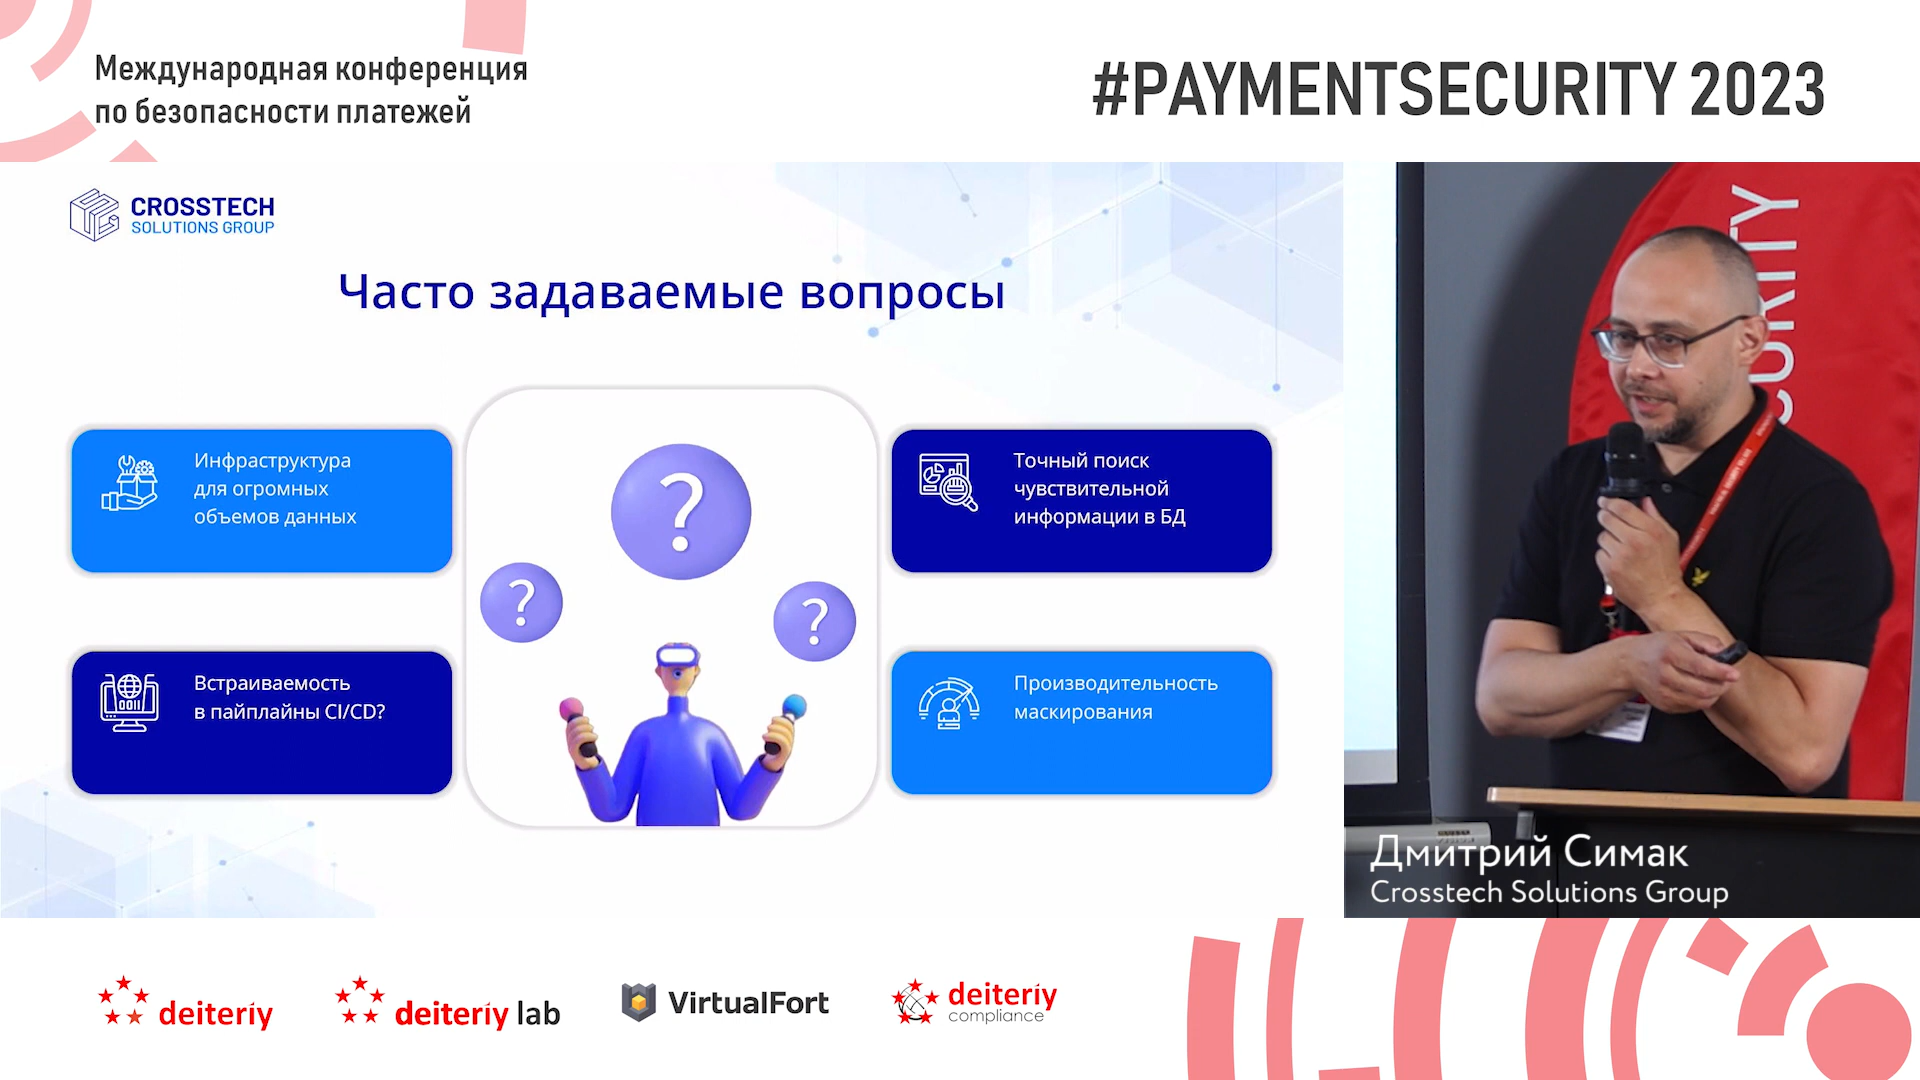 Международная конференция
по безопасности платежей
#PAYMENTSECURITY 2023
CROSSTECH
SOLUTIONS GROUP
Часто задаваемые вопросы
Инфраструктура
для огромных
объемов данных
Точный поиск
чувствительной
информации в БД
Встраиваемость
в пайплайны CI/CD?
Производительность
маскирования
?
?
?
Дмитрий Симак
Crosstech Solutions Group
deiteriy
deiteriy lab
VirtualFort
deiteriy
compliance